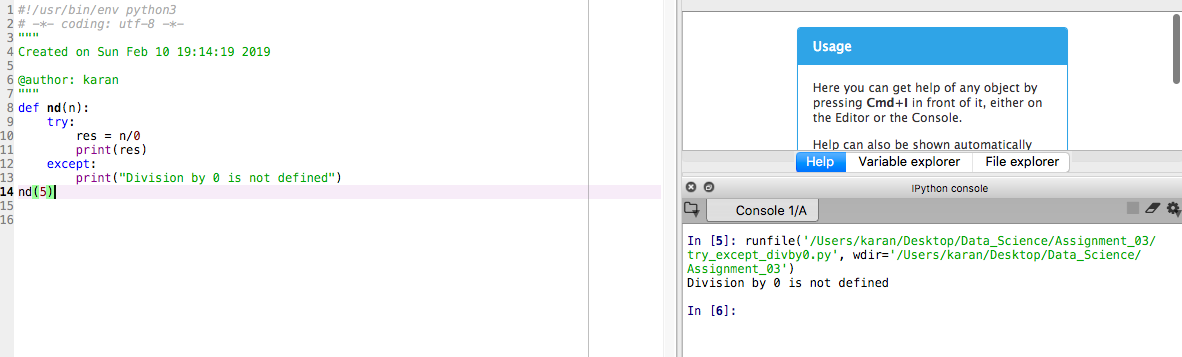 1 #!/usr/bin/env python3
2 # -*- coding: utf-8 -*-
3 """
4 Created on Sun Feb 10 19:14:19 2019
5
6 @author: karan
7 """
8 def nd(n):
9     try:
10         res = n/0
11         print(res)
12     except:
13         print("Division by 0 is not defined")
14 nd(5)
15
16
Usage
Here you can get help of any object by
pressing Cmd+I in front of it, either on
the Editor or the Console.
Help can also be shown automatically
Help Variable explorer File explorer
IPython console
Console 1/A
In [5]: runfile('/Users/karan/Desktop/Data_Science/Assignment_03/
try_except_divby0.py', wdir='/Users/karan/Desktop/Data_Science/
Assignment_03')
Division by 0 is not defined
In [6]: